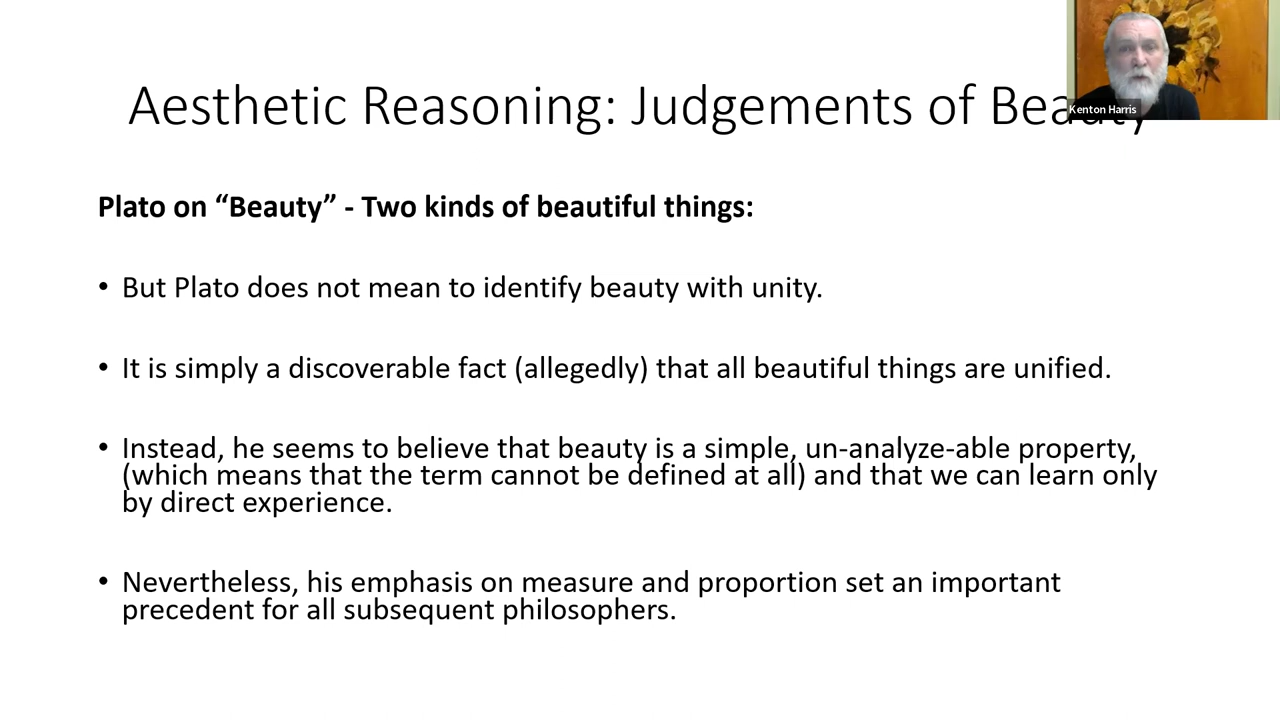 Aesthetic Reasoning: Judgements of Beauty
Kenton Harris
Plato on “Beauty” - Two kinds of beautiful things:
• But Plato does not mean to identify beauty with unity.
• It is simply a discoverable fact (allegedly) that all beautiful things are unified.
• Instead, he seems to believe that beauty is a simple, un-analyze-able property,
(which means that the term cannot be defined at all) and that we can learn only
by direct experience.
• Nevertheless, his emphasis on measure and proportion set an important
precedent for all subsequent philosophers.